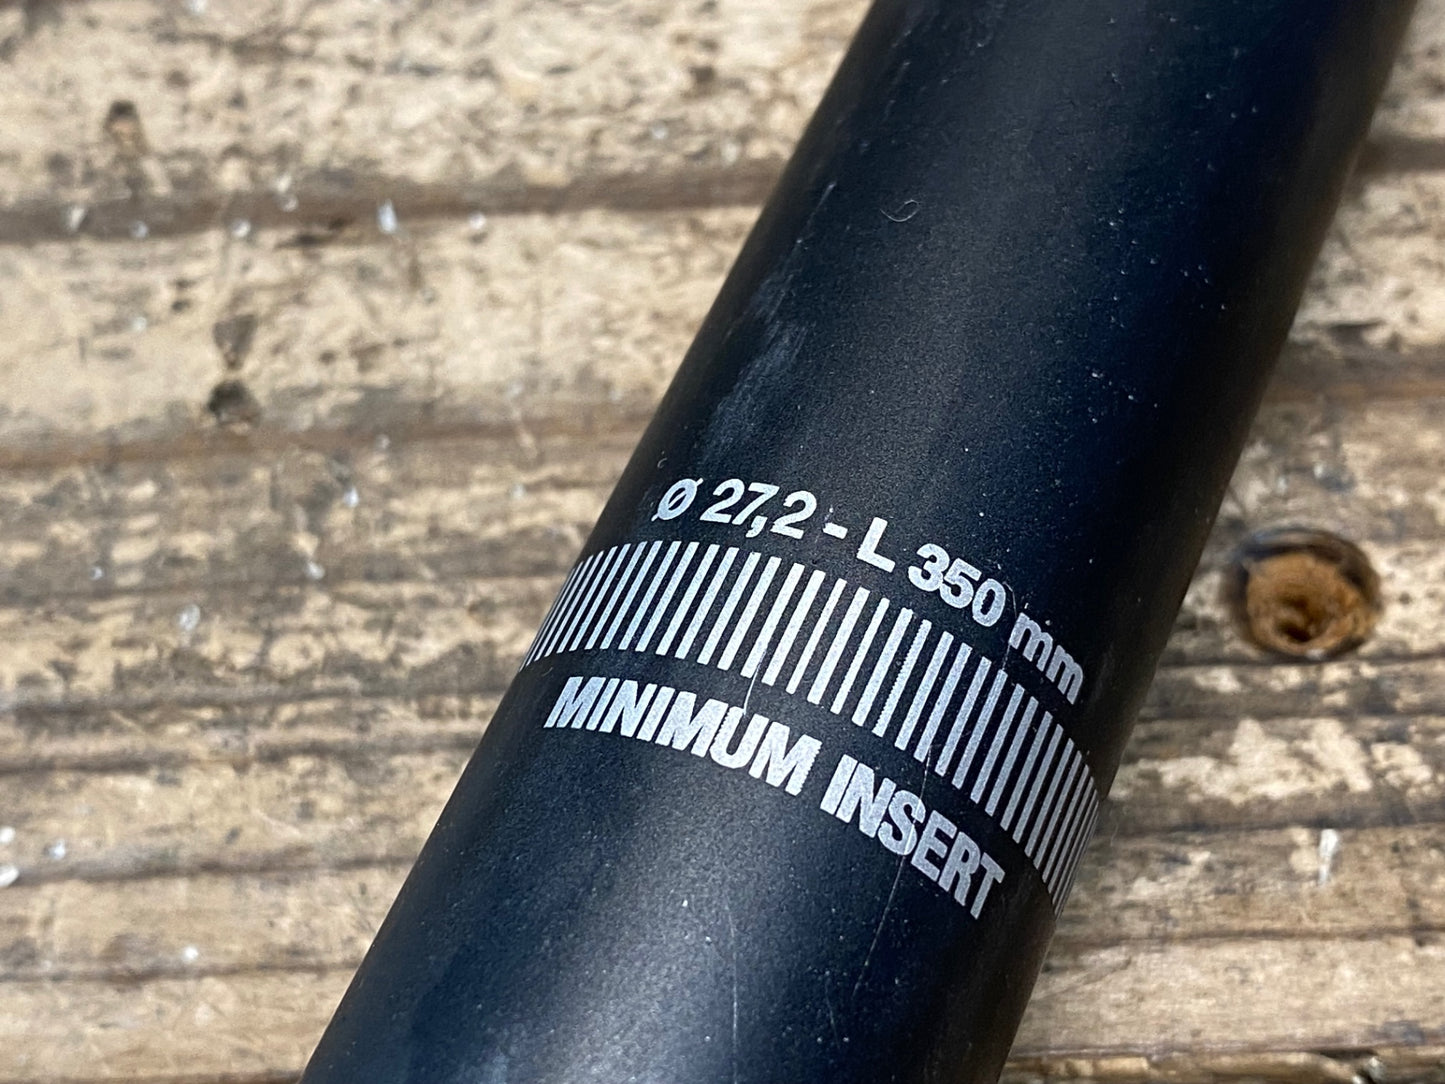 Ø 27,2 - L 350 mm
MINIMUM INSERT